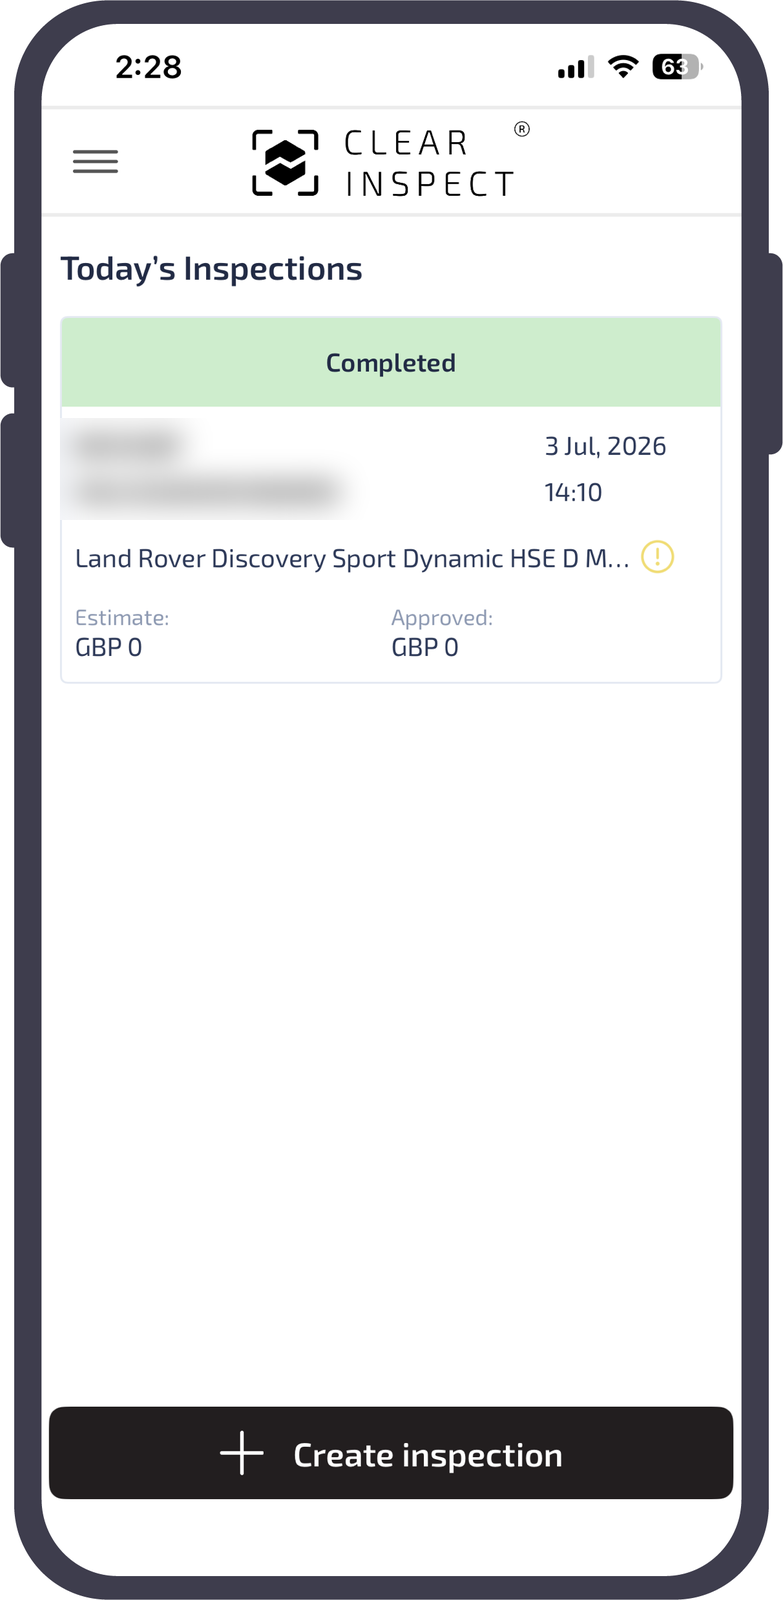 2:28
63
CLEAR ®
INSPECT
Today’s Inspections
Completed
3 Jul, 2026
14:10
Land Rover Discovery Sport Dynamic HSE D M...
!
Estimate: Approved:
GBP 0 GBP 0
Create inspection